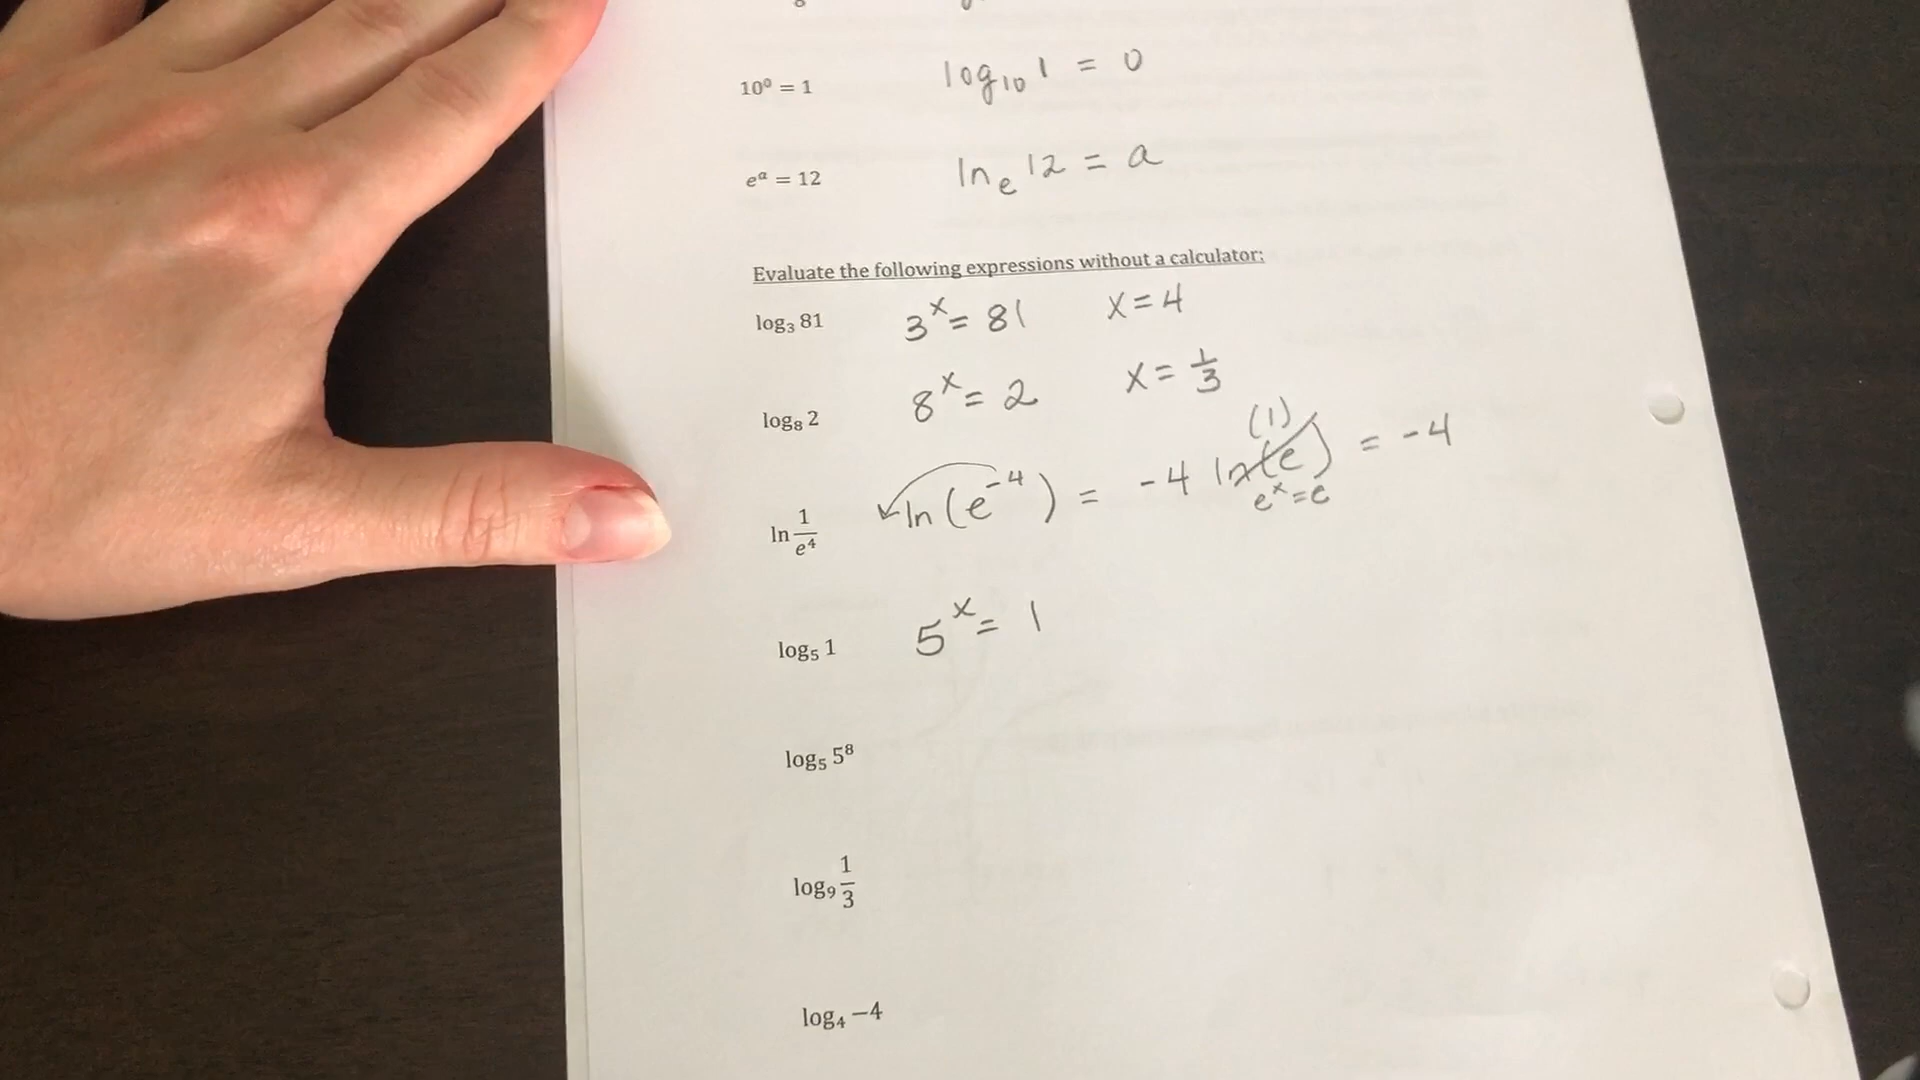 10⁰ = 1 log₁₀ 1 = 0
eᵃ = 12 lnₑ 12 = a
Evaluate the following expressions without a calculator:
log₃ 81 3ˣ = 81 x = 4
log₈ 2 8ˣ = 2 x = 1/3
(1)
ln 1/e⁴ ln(e⁻⁴) = -4 ln(e) = -4
eˣ = e
log₅ 1 5ˣ = 1
log₅ 5⁸
log₉ 1/3
log₄ −4